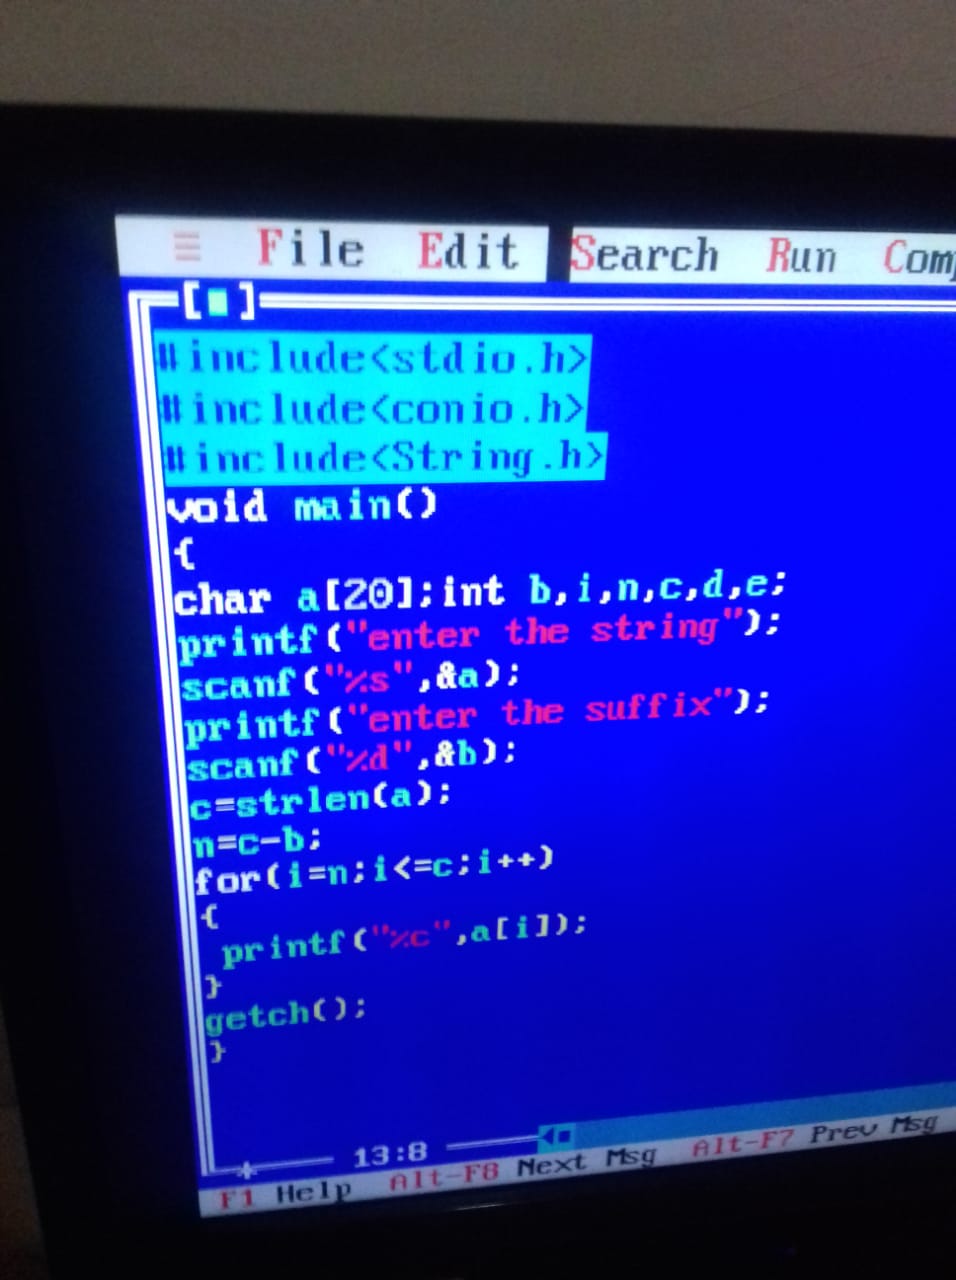 ≡ File Edit Search Run Comp
[■]
#include<stdio.h>
#include<conio.h>
#include<String.h>
void main()
{
char a[20];int b,i,n,c,d,e;
printf("enter the string");
scanf("%s",&a);
printf("enter the suffix");
scanf("%d",&b);
c=strlen(a);
n=c-b;
for(i=n;i<=c;i++)
{
printf("%c",a[i]);
}
getch();
}
13:8
F1 Help Alt-F8 Next Msg Alt-F7 Prev Msg